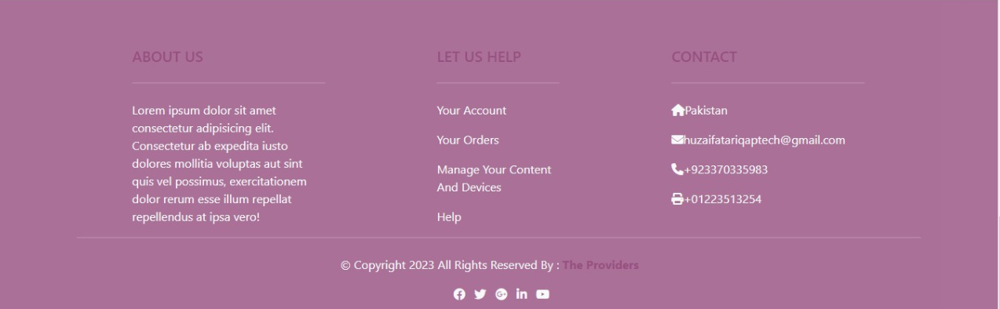 ABOUT US
Lorem ipsum dolor sit amet
consectetur adipisicing elit.
Consectetur ab expedita iusto
dolores mollitia voluptas aut sint
quis vel possimus, exercitationem
dolor rerum esse illum repellat
repellendus at ipsa vero!
LET US HELP
Your Account
Your Orders
Manage Your Content
And Devices
Help
CONTACT
Pakistan
huzaifatariqaptech@gmail.com
+923370335983
+01223513254
© Copyright 2023 All Rights Reserved By : The Providers